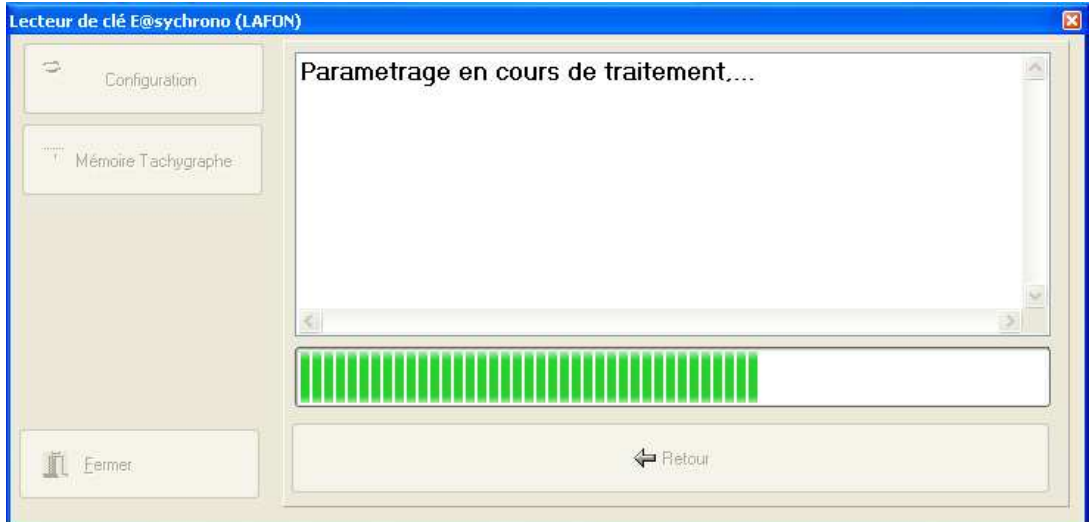 Lecteur de clé E@sychrono (LAFON)
Configuration
Parametrage en cours de traitement,...
Mémoire Tachygraphe
Fermer
Retour